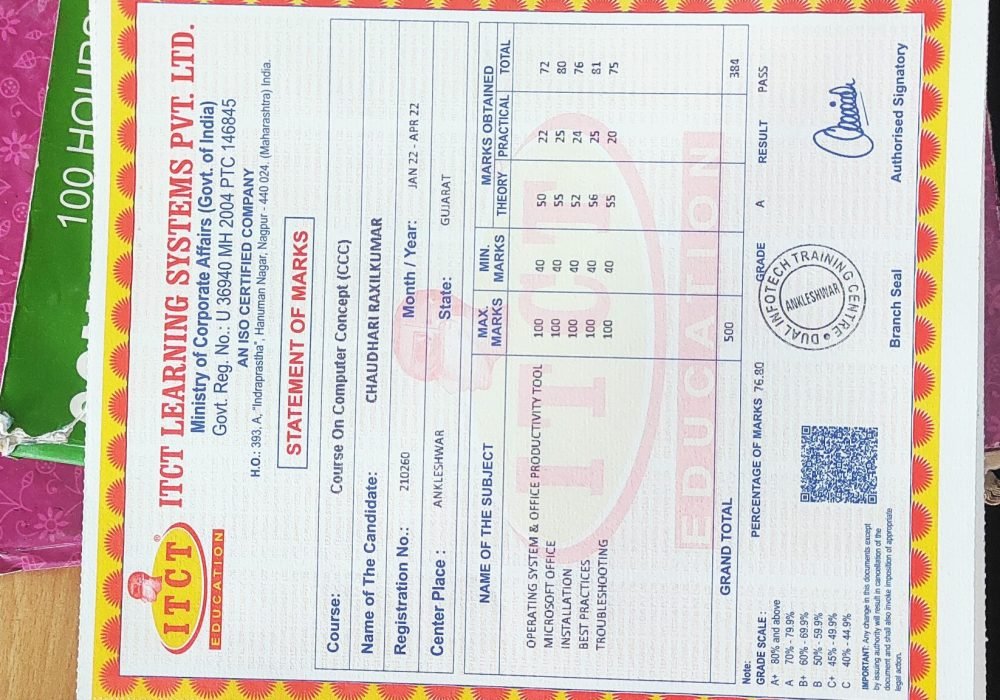 100 HOURS
ITCT
EDUCATION
ITCT LEARNING SYSTEMS PVT. LTD.
Ministry of Corporate Affairs (Govt. of India)
Govt. Reg. No.: U 36940 MH 2004 PTC 146845
AN ISO CERTIFIED COMPANY
H.O.: 393, A, "Indraprastha", Hanuman Nagar, Nagpur - 440 024. (Maharashtra) India.
STATEMENT OF MARKS
Course: Course On Computer Concept (CCC)
Name of The Candidate: CHAUDHARI RAXILKUMAR
Registration No.: 210260 Month / Year: JAN 22 - APR 22
Center Place : ANKLESHWAR State: GUJARAT
NAME OF THE SUBJECT MAX. MARKS MIN. MARKS MARKS OBTAINED
THEORY PRACTICAL TOTAL
OPERATING SYSTEM & OFFICE PRODUCTIVITY TOOL 100 40 50 22 72
MICROSOFT OFFICE 100 40 55 25 80
INSTALLATION 100 40 52 24 76
BEST PRACTICES 100 40 56 25 81
TROUBLESHOOTING 100 40 55 20 75
ITCT
EDUCATION
GRAND TOTAL 500 384
PERCENTAGE OF MARKS 76.80 GRADE A RESULT PASS
Note:
GRADE SCALE :
A+ 80% and above
A 70% - 79.9%
B+ 60% - 69.9%
B 50% - 59.9%
C+ 45% - 49.9%
C 40% - 44.9%
DUAL INFOTECH TRAINING CENTRE
ANKLESHWAR
Branch Seal Authorised Signatory
IMPORTANT: Any change in this documents except
by issuing authority will result in cancellation of the
document and shall also invoke imposition of appropriate
legal action.